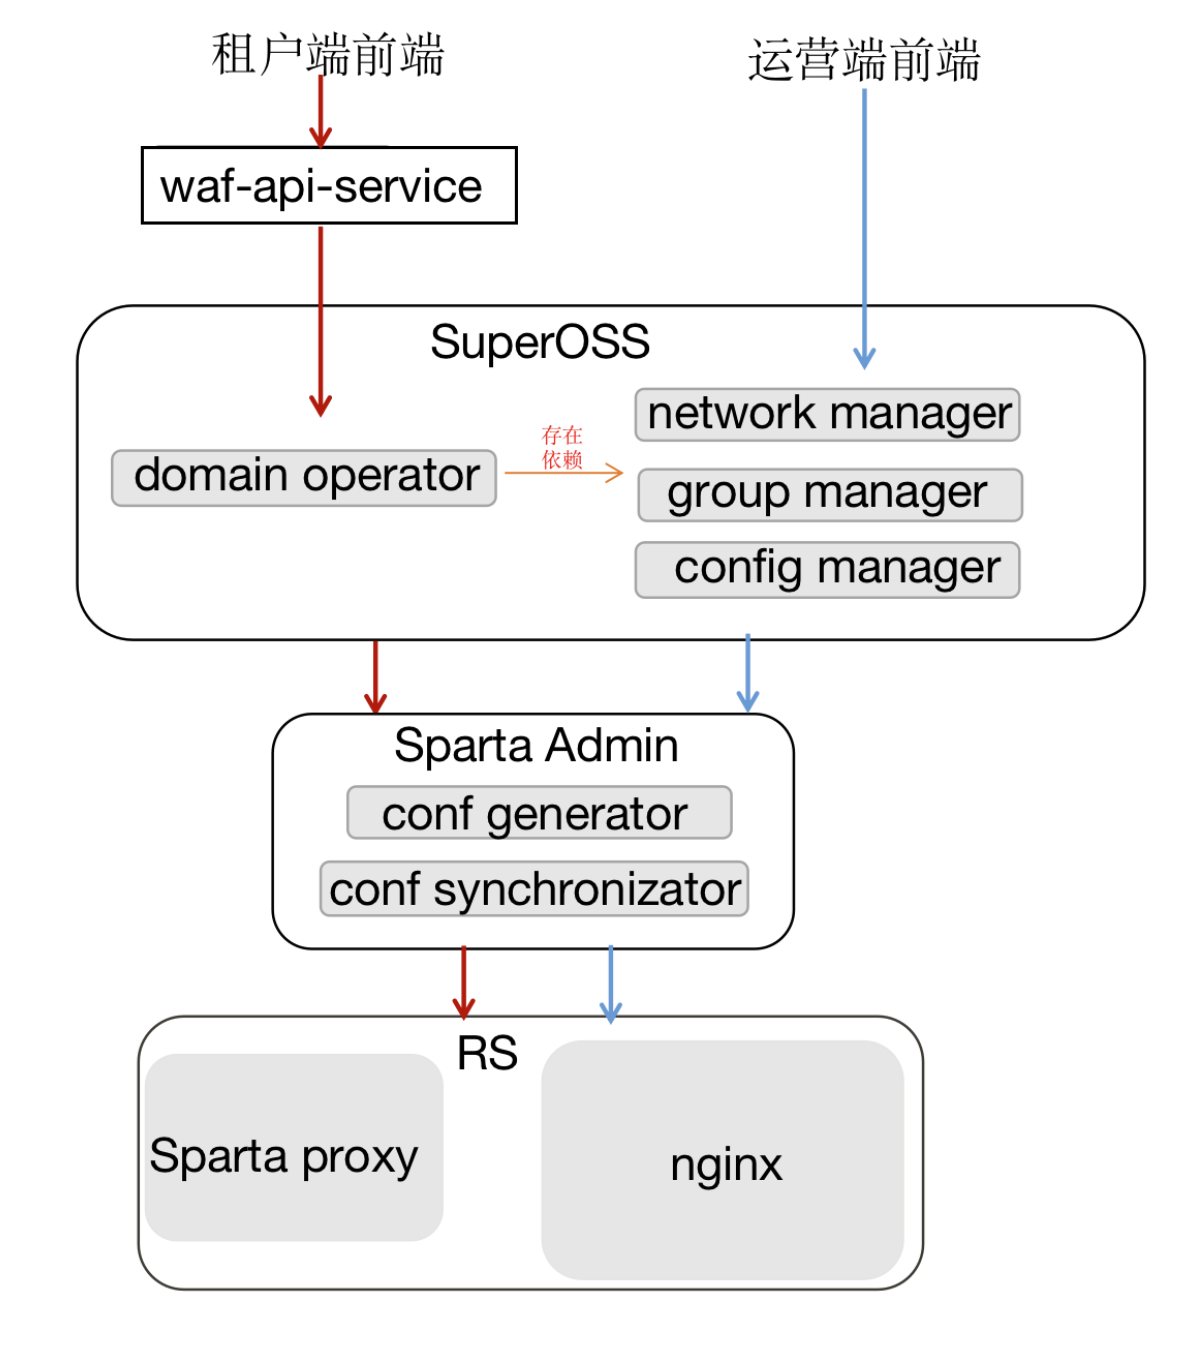 租户端前端
运营端前端
waf-api-service
SuperOSS
network manager
存在
依赖
domain operator
group manager
config manager
Sparta Admin
conf generator
conf synchronizator
RS
Sparta proxy
nginx